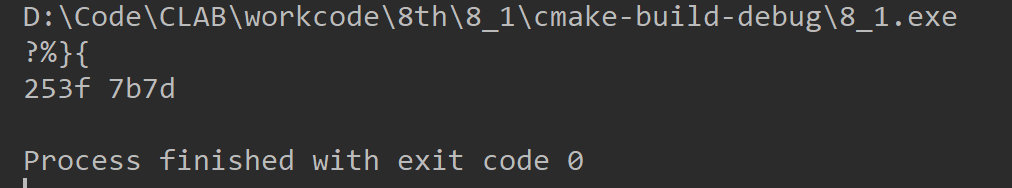 D:\Code\CLAB\workcode\8th\8_1\cmake-build-debug\8_1.exe
?%}{
253f 7b7d
Process finished with exit code 0